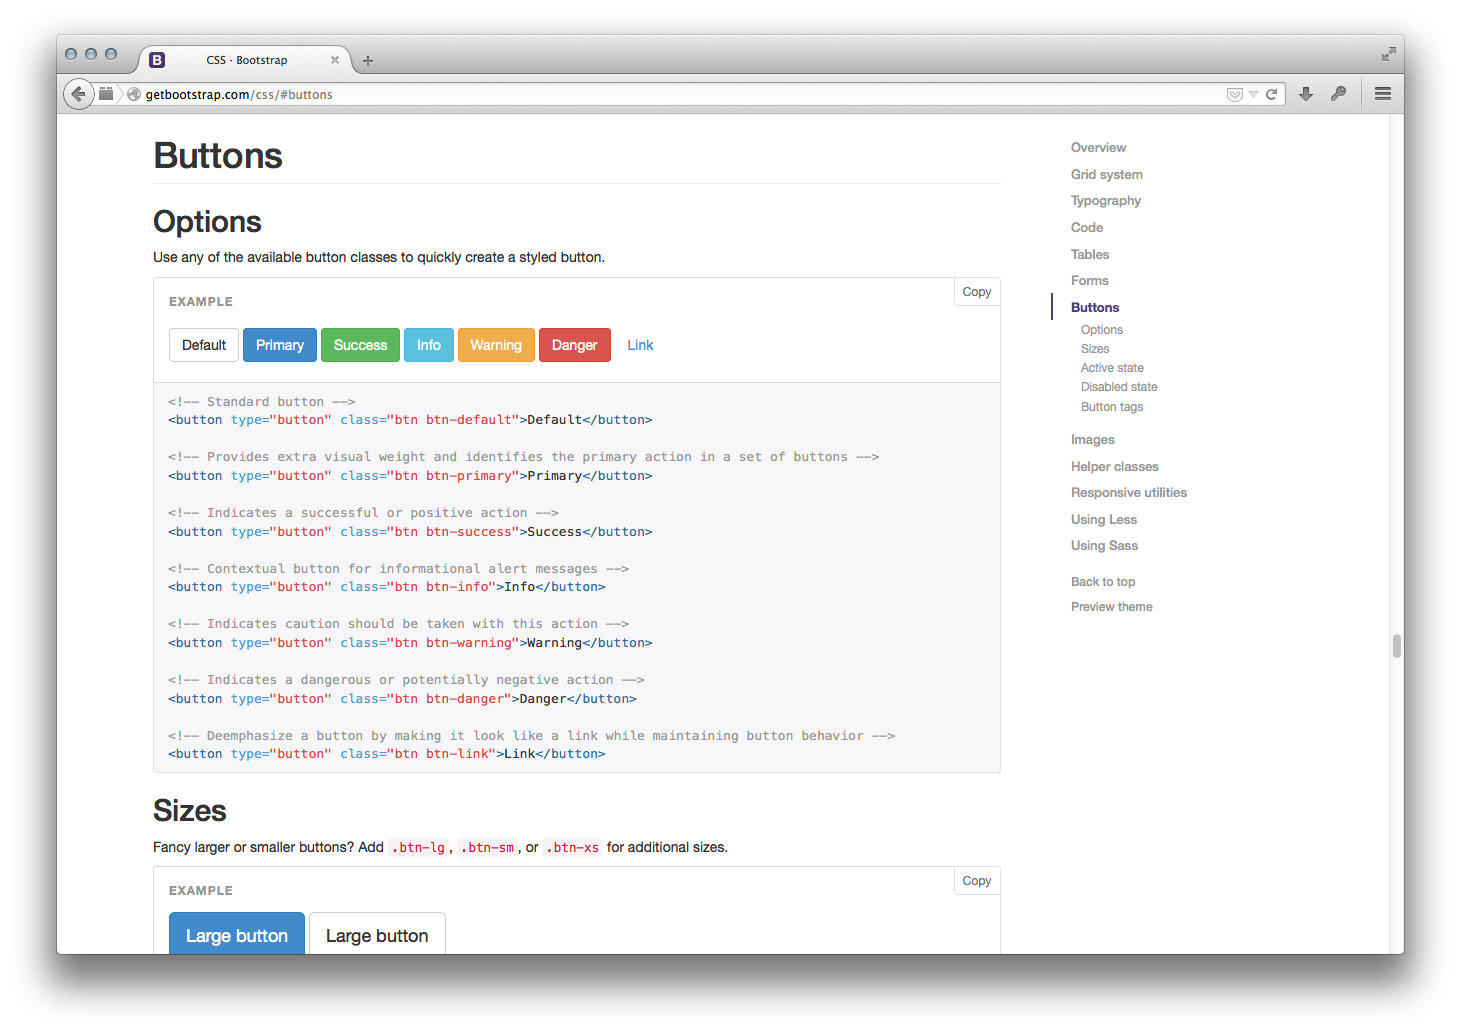 B CSS · Bootstrap
getbootstrap.com/css/#buttons
Buttons
Options
Use any of the available button classes to quickly create a styled button.
EXAMPLE
Copy
Default Primary Success Info Warning Danger Link
<!-- Standard button -->
<button type="button" class="btn btn-default">Default</button>
<!-- Provides extra visual weight and identifies the primary action in a set of buttons -->
<button type="button" class="btn btn-primary">Primary</button>
<!-- Indicates a successful or positive action -->
<button type="button" class="btn btn-success">Success</button>
<!-- Contextual button for informational alert messages -->
<button type="button" class="btn btn-info">Info</button>
<!-- Indicates caution should be taken with this action -->
<button type="button" class="btn btn-warning">Warning</button>
<!-- Indicates a dangerous or potentially negative action -->
<button type="button" class="btn btn-danger">Danger</button>
<!-- Deemphasize a button by making it look like a link while maintaining button behavior -->
<button type="button" class="btn btn-link">Link</button>
Sizes
Fancy larger or smaller buttons? Add .btn-lg, .btn-sm, or .btn-xs for additional sizes.
EXAMPLE
Copy
Large button Large button
Overview
Grid system
Typography
Code
Tables
Forms
Buttons
Options
Sizes
Active state
Disabled state
Button tags
Images
Helper classes
Responsive utilities
Using Less
Using Sass
Back to top
Preview theme